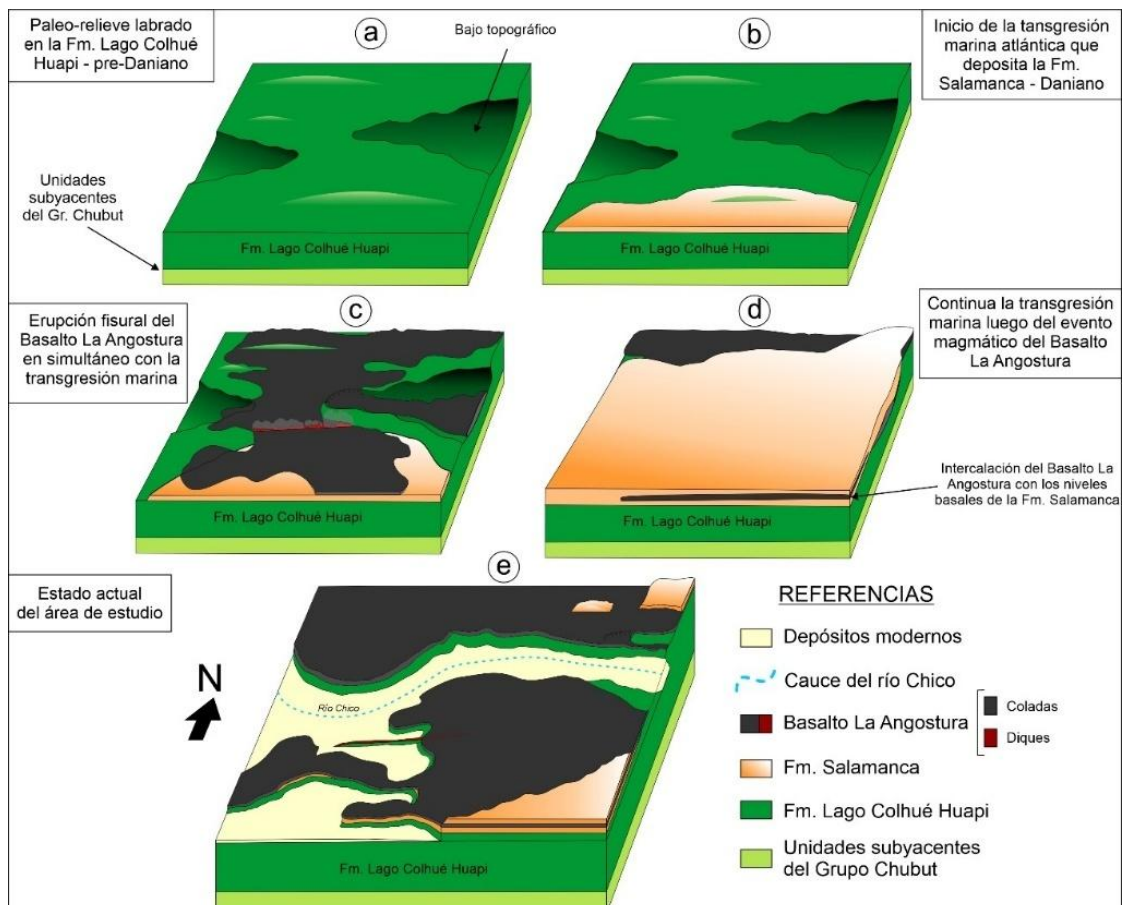 Paleo-relieve labrado
en la Fm. Lago Colhué
Huapi - pre-Daniano
a
Bajo topográfico
b
Inicio de la tansgresión
marina atlántica que
deposita la Fm.
Salamanca - Daniano
Unidades
subyacentes
del Gr. Chubut
Fm. Lago Colhué Huapi
Fm. Lago Colhué Huapi
Erupción fisural del
Basalto La Angostura
en simultáneo con la
transgresión marina
c
d
Continua la transgresión
marina luego del evento
magmático del Basalto
La Angostura
Fm. Lago Colhué Huapi
Fm. Lago Colhué Huapi
Intercalación del Basalto La
Angostura con los niveles
basales de la Fm. Salamanca
Estado actual
del área de estudio
e
N
Río Chico
Fm. Lago Colhué Huapi
REFERENCIAS
Depósitos modernos
Cauce del río Chico
Basalto La Angostura
Coladas
Diques
Fm. Salamanca
Fm. Lago Colhué Huapi
Unidades subyacentes
del Grupo Chubut